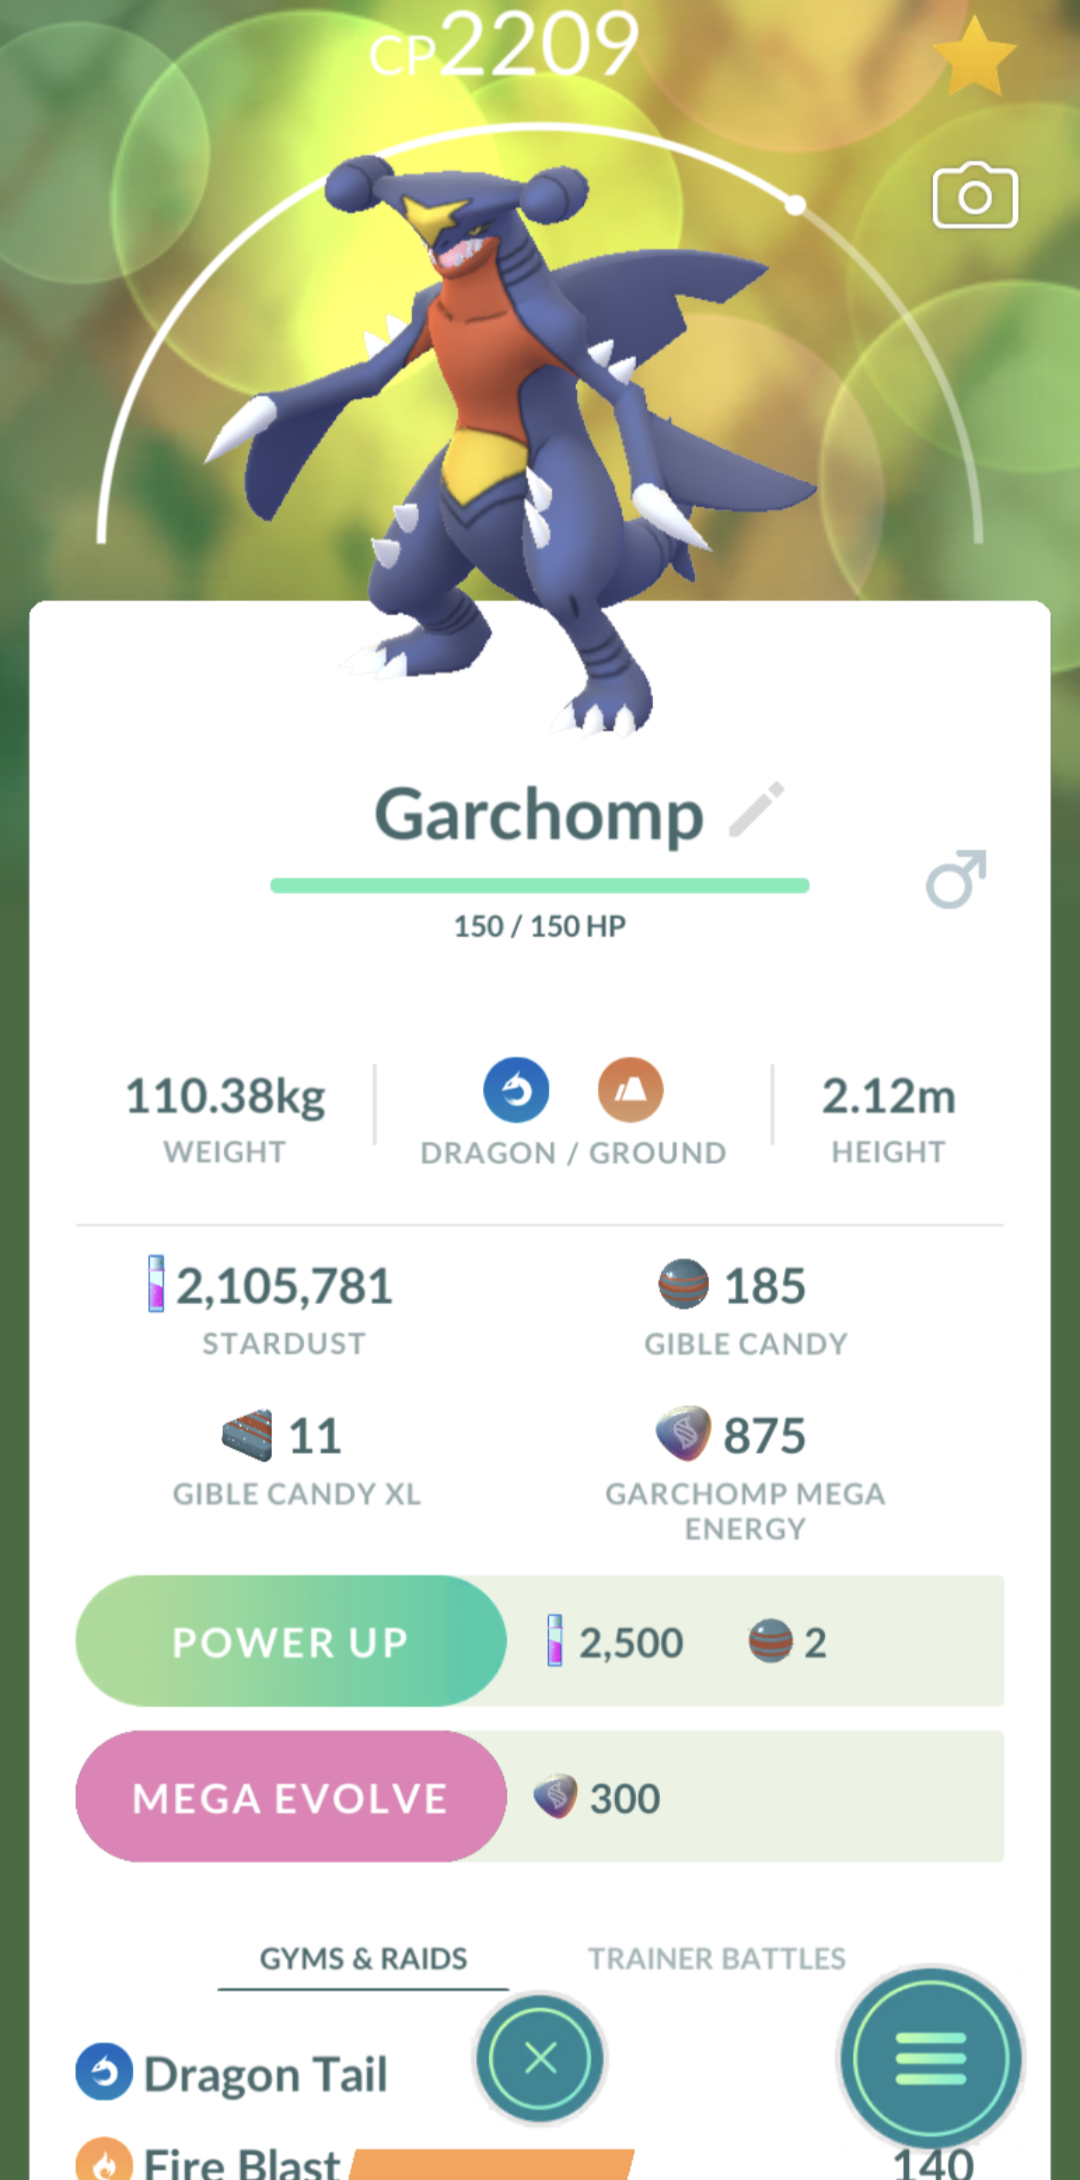 CP2209
Garchomp
150 / 150 HP
110.38kg
WEIGHT
DRAGON / GROUND
2.12m
HEIGHT
2,105,781
STARDUST
185
GIBLE CANDY
11
GIBLE CANDY XL
875
GARCHOMP MEGA
ENERGY
POWER UP
2,500
2
MEGA EVOLVE
300
GYMS & RAIDS
TRAINER BATTLES
Dragon Tail
Fire Blast
140